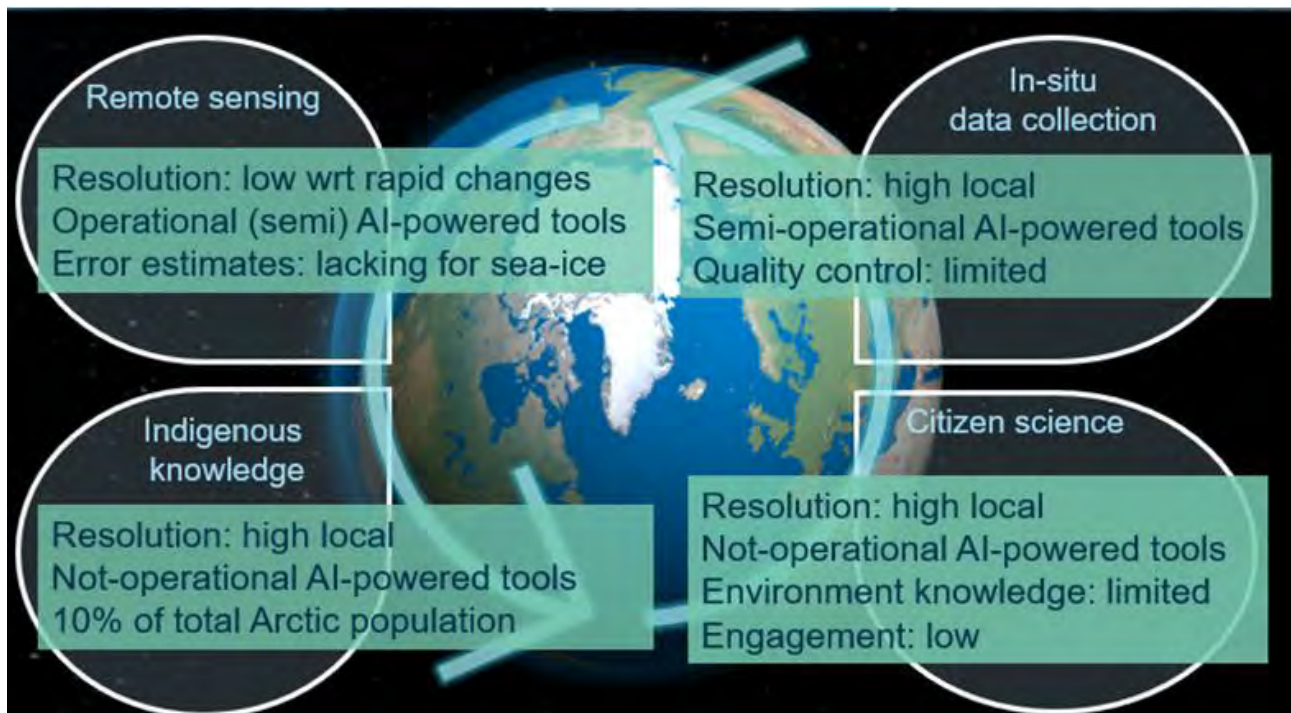 Remote sensing
Resolution: low wrt rapid changes
Operational (semi) AI-powered tools
Error estimates: lacking for sea-ice
In-situ
data collection
Resolution: high local
Semi-operational AI-powered tools
Quality control: limited
Indigenous
knowledge
Resolution: high local
Not-operational AI-powered tools
10% of total Arctic population
Citizen science
Resolution: high local
Not-operational AI-powered tools
Environment knowledge: limited
Engagement: low